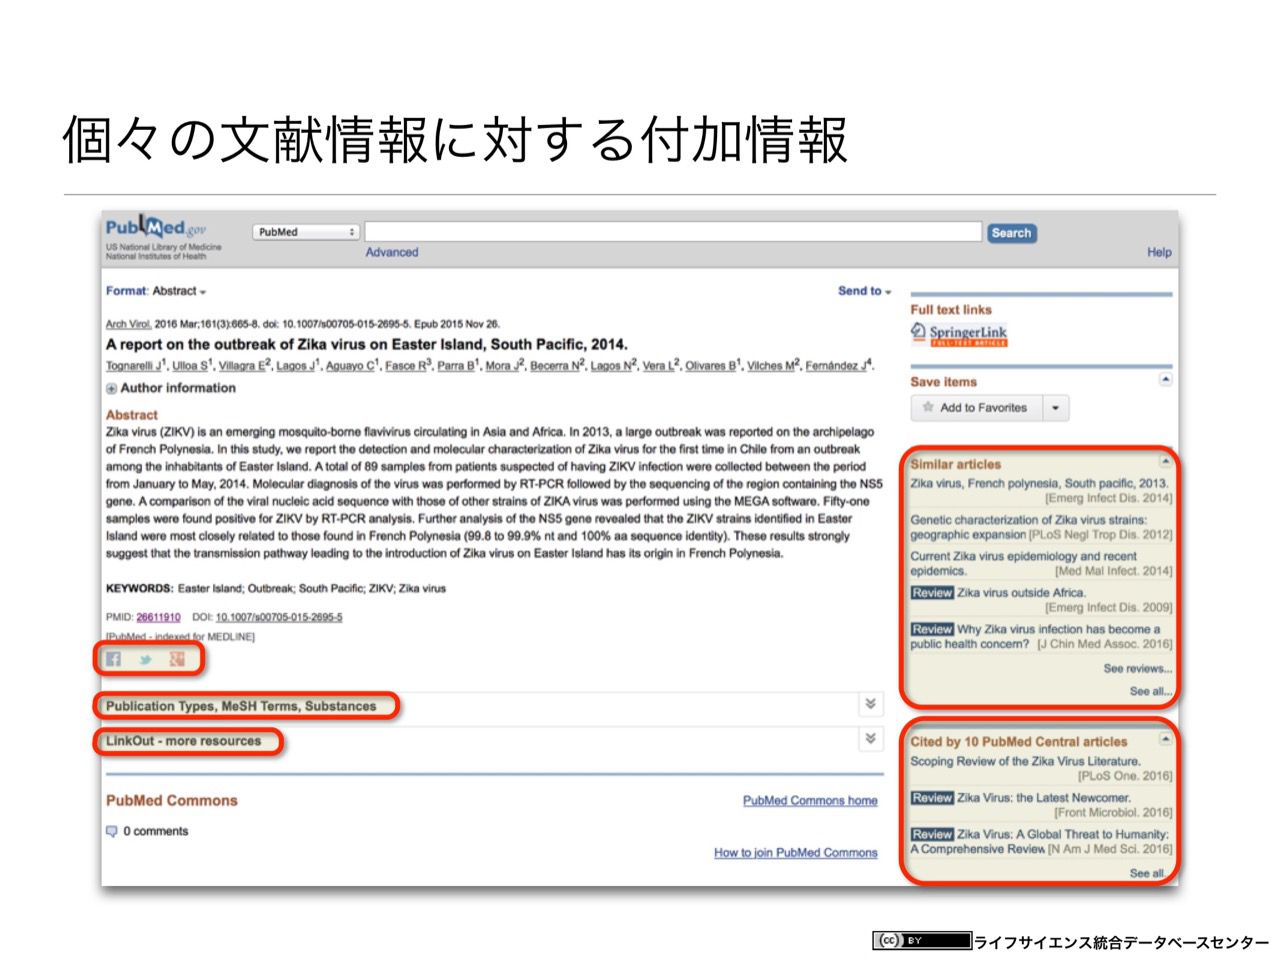 個々の文献情報に対する付加情報
PubMed.gov
US National Library of Medicine
National Institutes of Health
PubMed
Search
Advanced
Help
Format: Abstract
Send to
Arch Virol. 2016 Mar;161(3):665-8. doi: 10.1007/s00705-015-2695-5. Epub 2015 Nov 26.
A report on the outbreak of Zika virus on Easter Island, South Pacific, 2014.
Tognarelli J1, Ulloa S1, Villagra E2, Lagos J1, Aguayo C1, Fasce R3, Parra B1, Mora J2, Becerra N2, Lagos N2, Vera L2, Olivares B1, Vilches M2, Fernández J4.
Author information
Abstract
Zika virus (ZIKV) is an emerging mosquito-borne flavivirus circulating in Asia and Africa. In 2013, a large outbreak was reported on the archipelago
of French Polynesia. In this study, we report the detection and molecular characterization of Zika virus for the first time in Chile from an outbreak
among the inhabitants of Easter Island. A total of 89 samples from patients suspected of having ZIKV infection were collected between the period
from January to May, 2014. Molecular diagnosis of the virus was performed by RT-PCR followed by the sequencing of the region containing the NS5
gene. A comparison of the viral nucleic acid sequence with those of other strains of ZIKA virus was performed using the MEGA software. Fifty-one
samples were found positive for ZIKV by RT-PCR analysis. Further analysis of the NS5 gene revealed that the ZIKV strains identified in Easter
Island were most closely related to those found in French Polynesia (99.8 to 99.9% nt and 100% aa sequence identity). These results strongly
suggest that the transmission pathway leading to the introduction of Zika virus on Easter Island has its origin in French Polynesia.
KEYWORDS: Easter Island; Outbreak; South Pacific; ZIKV; Zika virus
PMID: 26611910 DOI: 10.1007/s00705-015-2695-5
[PubMed - indexed for MEDLINE]
Publication Types, MeSH Terms, Substances
LinkOut - more resources
PubMed Commons
PubMed Commons home
0 comments
How to join PubMed Commons
Full text links
SpringerLink
FULL-TEXT ARTICLE
Save items
Add to Favorites
Similar articles
Zika virus, French polynesia, South pacific, 2013.
[Emerg Infect Dis. 2014]
Genetic characterization of Zika virus strains:
geographic expansion [PLoS Negl Trop Dis. 2012]
Current Zika virus epidemiology and recent
epidemics. [Med Mal Infect. 2014]
Review Zika virus outside Africa.
[Emerg Infect Dis. 2009]
Review Why Zika virus infection has become a
public health concern? [J Chin Med Assoc. 2016]
See reviews...
See all...
Cited by 10 PubMed Central articles
Scoping Review of the Zika Virus Literature.
[PLoS One. 2016]
Review Zika Virus: the Latest Newcomer.
[Front Microbiol. 2016]
Review Zika Virus: A Global Threat to Humanity:
A Comprehensive Review [N Am J Med Sci. 2016]
See all...
cc BY ライフサイエンス統合データベースセンター